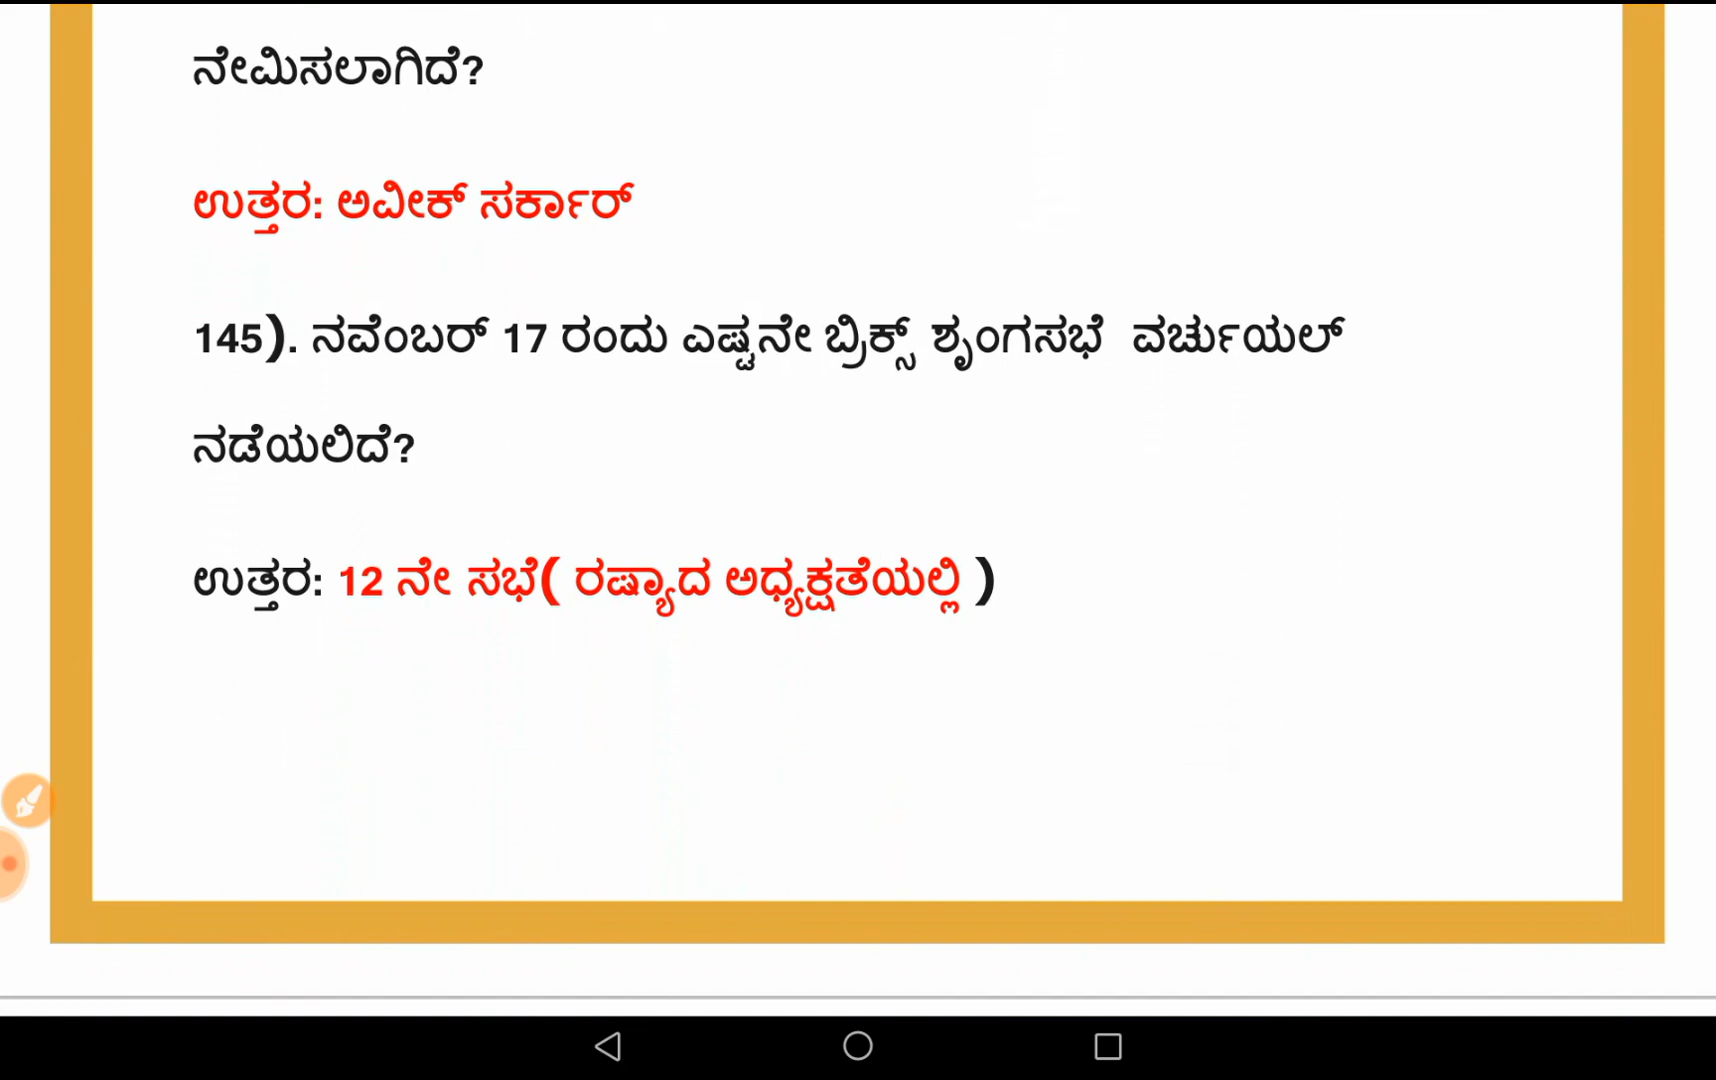 ನೇಮಿಸಲಾಗಿದೆ?
ಉತ್ತರ: ಅವೀಕ್ ಸರ್ಕಾರ್
145). ನವೆಂಬರ್ 17 ರಂದು ಎಷ್ಟನೇ ಬ್ರಿಕ್ಸ್ ಶೃಂಗಸಭೆ ವರ್ಚುಯಲ್
ನಡೆಯಲಿದೆ?
ಉತ್ತರ: 12 ನೇ ಸಭೆ( ರಷ್ಯಾದ ಅಧ್ಯಕ್ಷತೆಯಲ್ಲಿ )